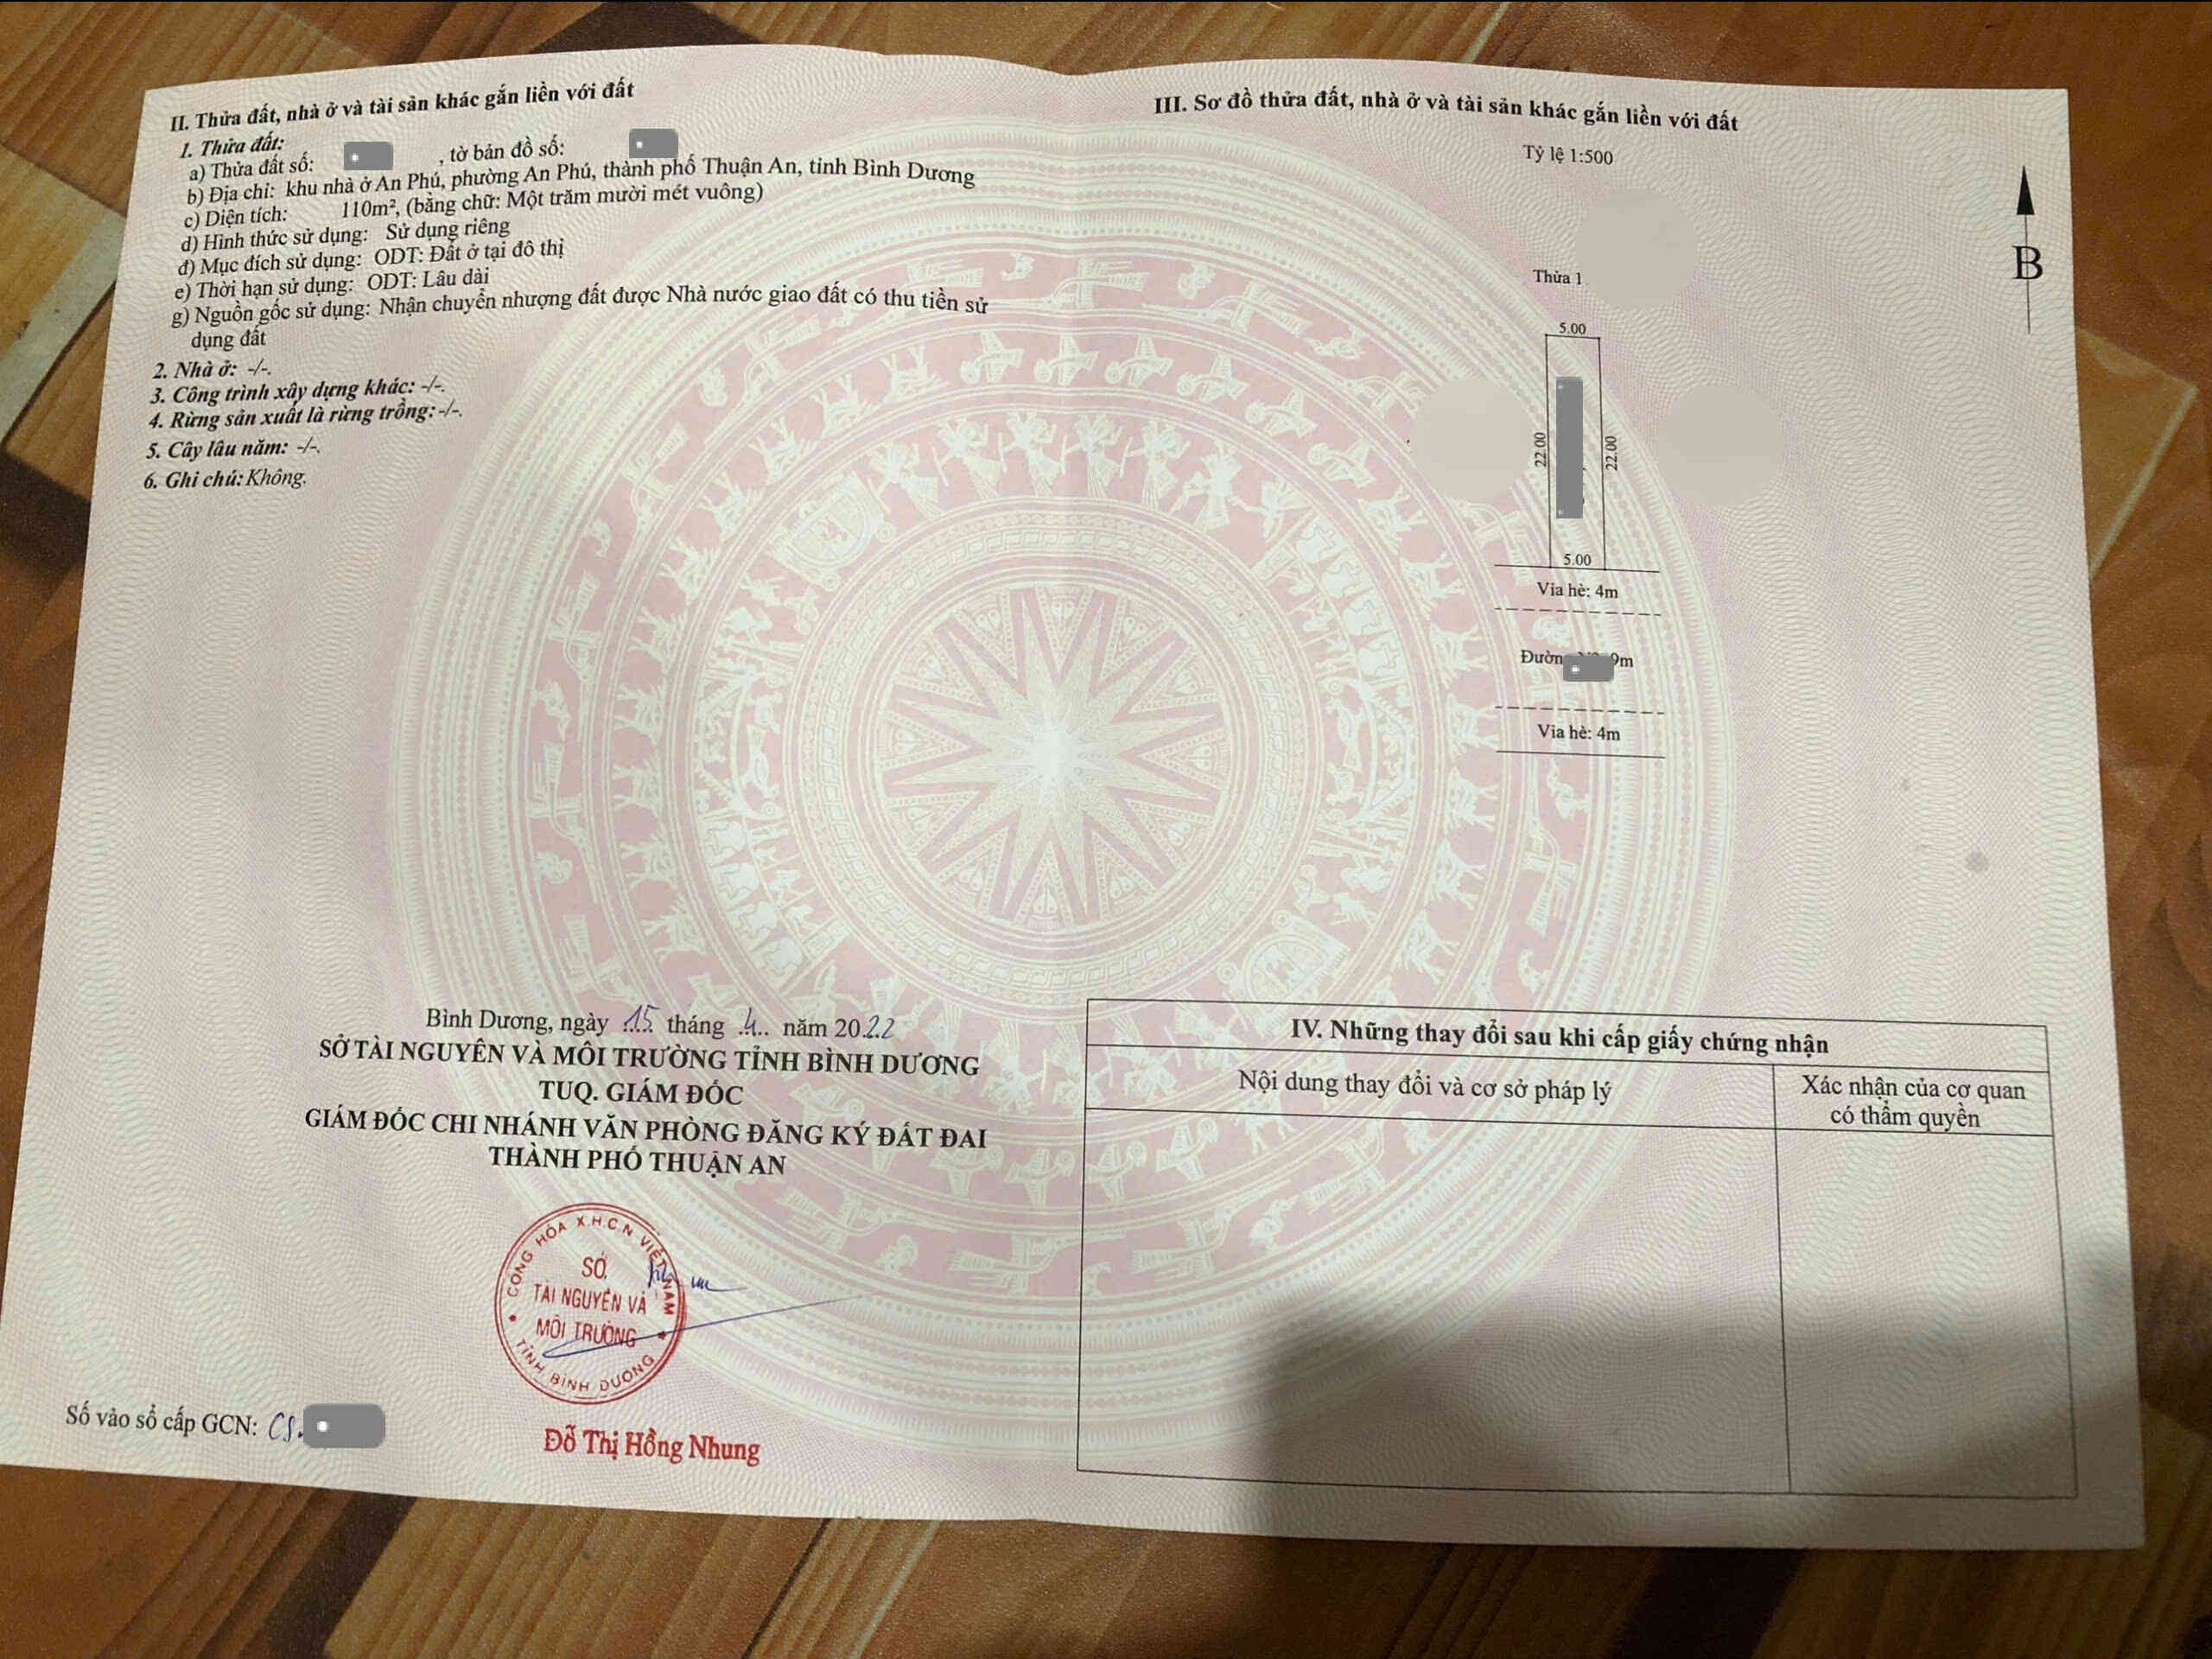 II. Thửa đất, nhà ở và tài sản khác gắn liền với đất
1. Thửa đất:
a) Thửa đất số: , tờ bản đồ số:
b) Địa chỉ: khu nhà ở An Phú, phường An Phú, thành phố Thuận An, tỉnh Bình Dương
c) Diện tích: 110m², (bằng chữ: Một trăm mười mét vuông)
d) Hình thức sử dụng: Sử dụng riêng
đ) Mục đích sử dụng: ODT: Đất ở tại đô thị
e) Thời hạn sử dụng: ODT: Lâu dài
g) Nguồn gốc sử dụng: Nhận chuyển nhượng đất được Nhà nước giao đất có thu tiền sử
dụng đất
2. Nhà ở: -/-.
3. Công trình xây dựng khác: -/-.
4. Rừng sản xuất là rừng trồng: -/-.
5. Cây lâu năm: -/-.
6. Ghi chú: Không.
Bình Dương, ngày 15 tháng 4 năm 2022
SỞ TÀI NGUYÊN VÀ MÔI TRƯỜNG TỈNH BÌNH DƯƠNG
TUQ. GIÁM ĐỐC
GIÁM ĐỐC CHI NHÁNH VĂN PHÒNG ĐĂNG KÝ ĐẤT ĐAI
THÀNH PHỐ THUẬN AN
CỘNG HÒA X.H.C.N VIỆT NAM
SỞ
TÀI NGUYÊN VÀ
MÔI TRƯỜNG
TỈNH BÌNH DƯƠNG
Đỗ Thị Hồng Nhung
Số vào sổ cấp GCN: CS.
III. Sơ đồ thửa đất, nhà ở và tài sản khác gắn liền với đất
Tỷ lệ 1:500
B
Thửa 1
5.00
22.00
22.00
5.00
Vỉa hè: 4m
9m
Vỉa hè: 4m
IV. Những thay đổi sau khi cấp giấy chứng nhận
Nội dung thay đổi và cơ sở pháp lý
Xác nhận của cơ quan
có thẩm quyền